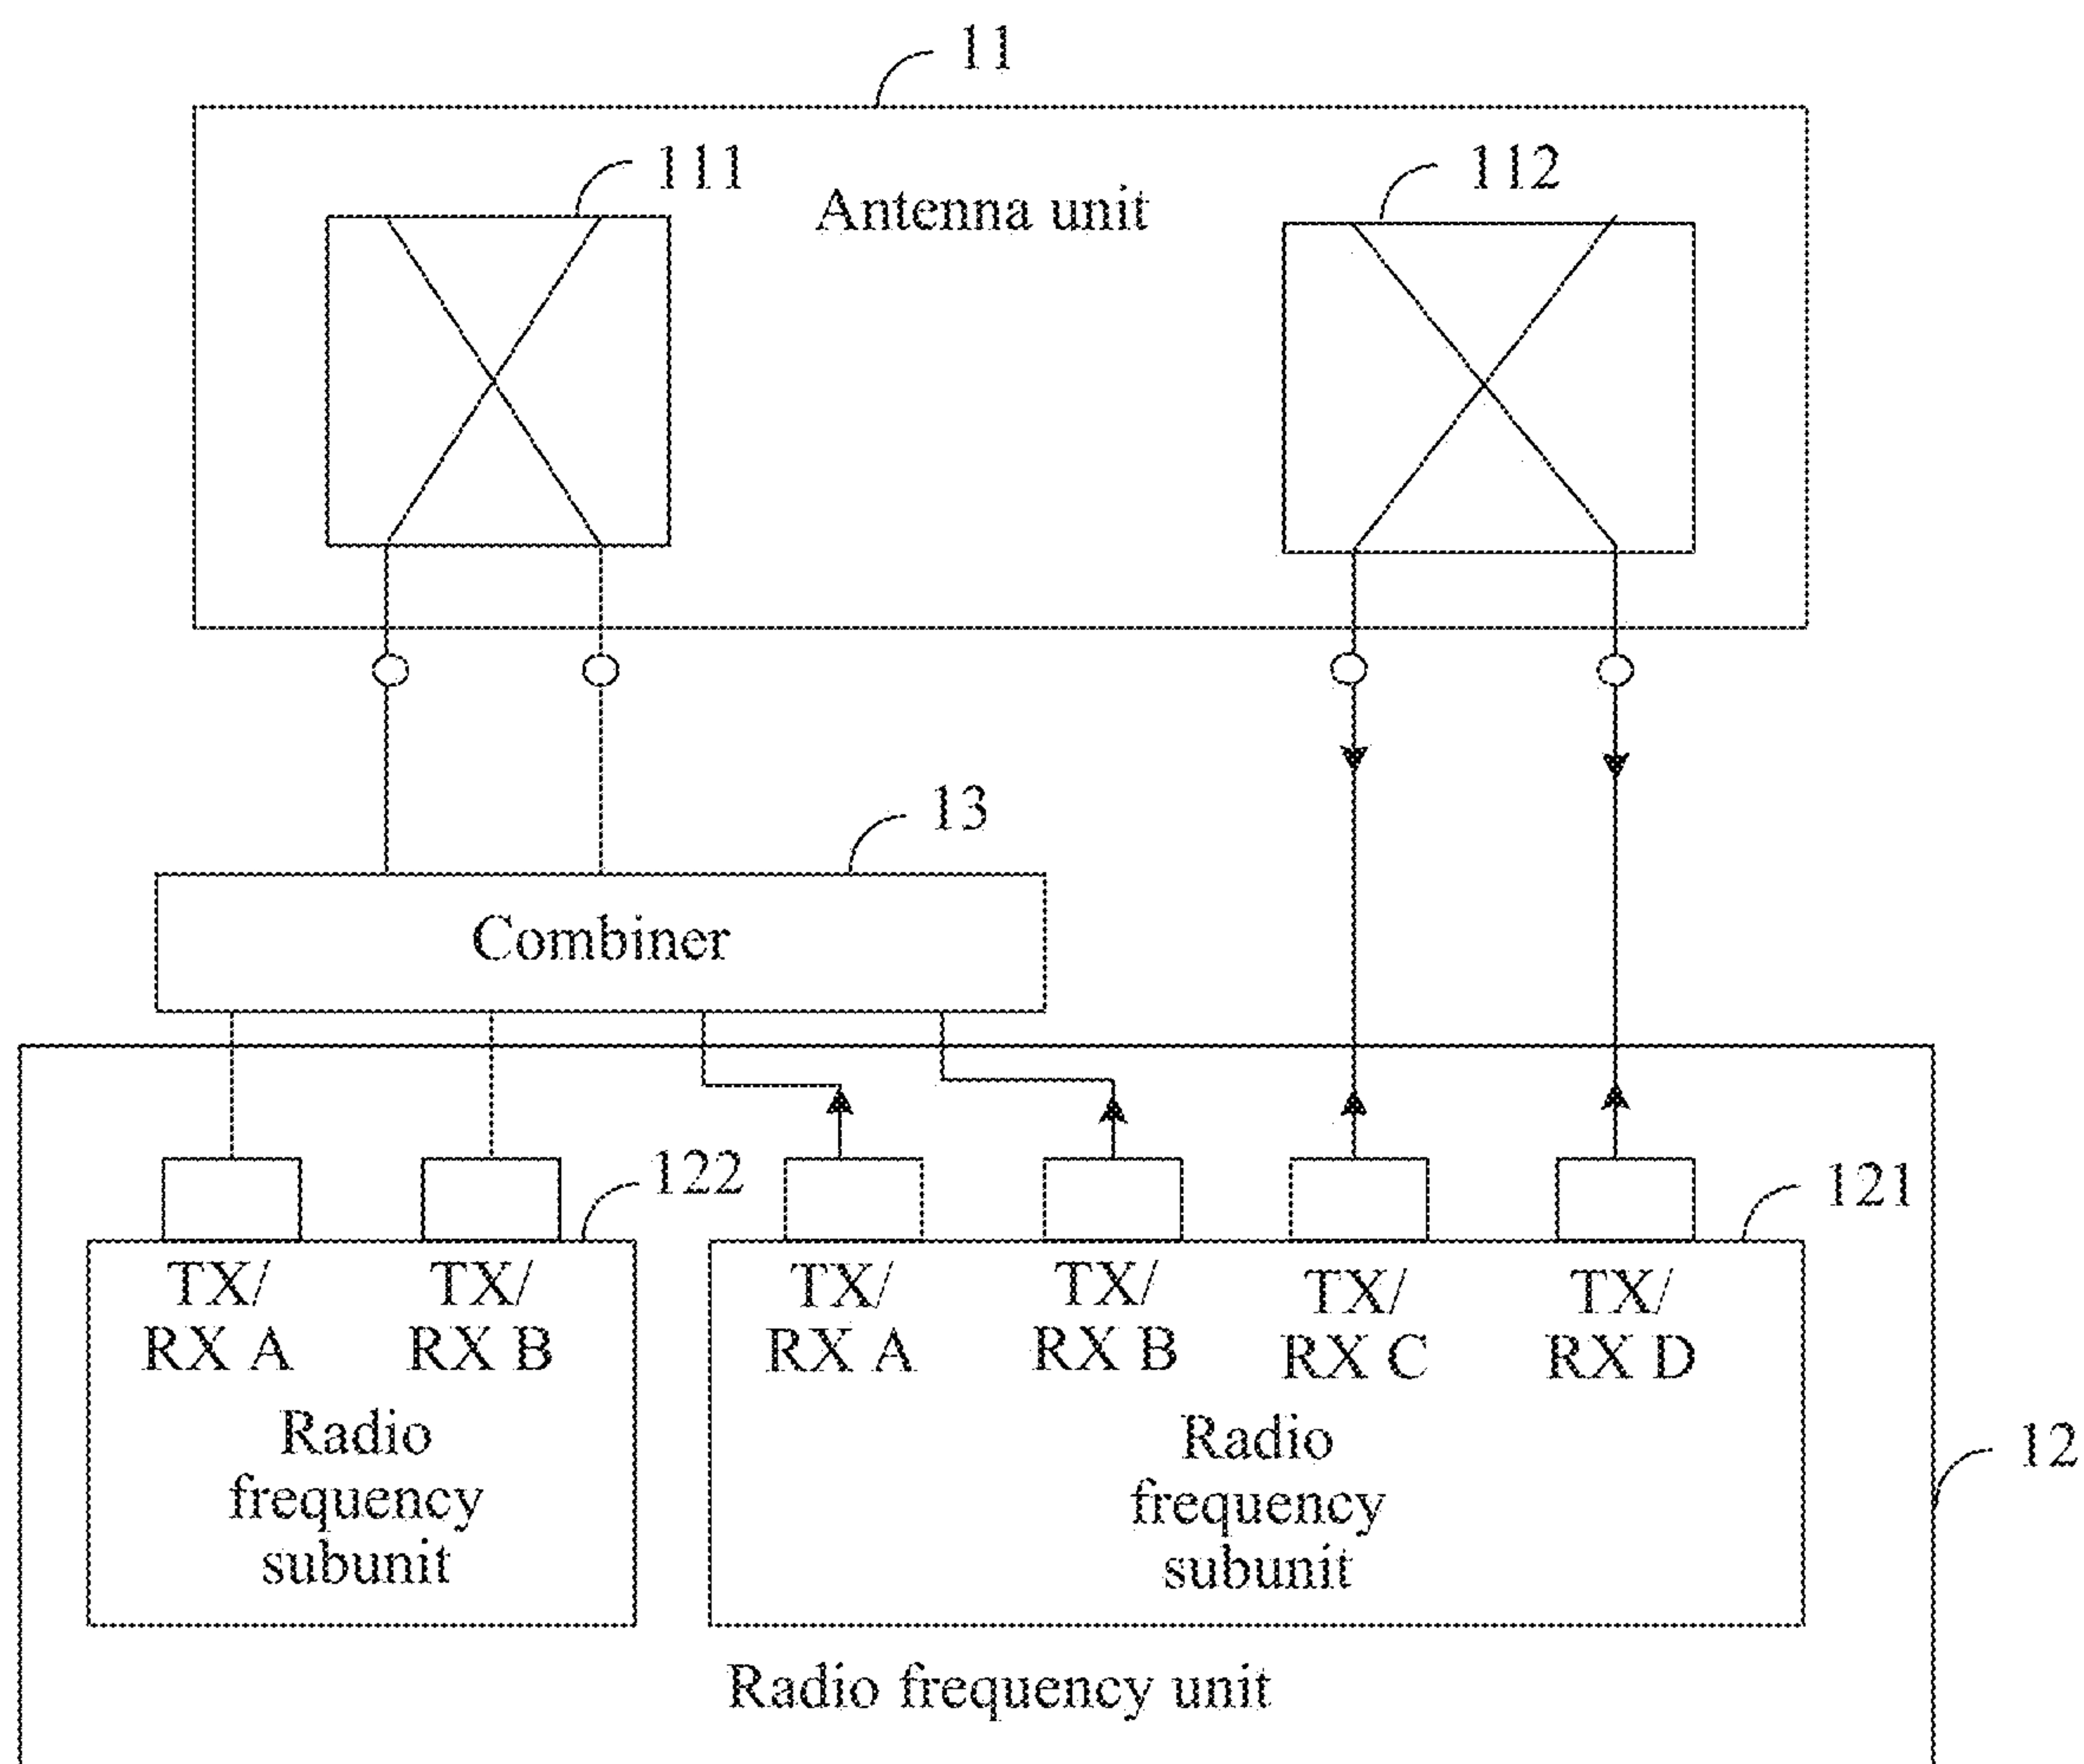 11
111
112
Antenna unit
13
Combiner
122
121
TX/
RX A
TX/
RX B
TX/
RX A
TX/
RX B
TX/
RX C
TX/
RX D
Radio
frequency
subunit
Radio
frequency
subunit
12
Radio frequency unit